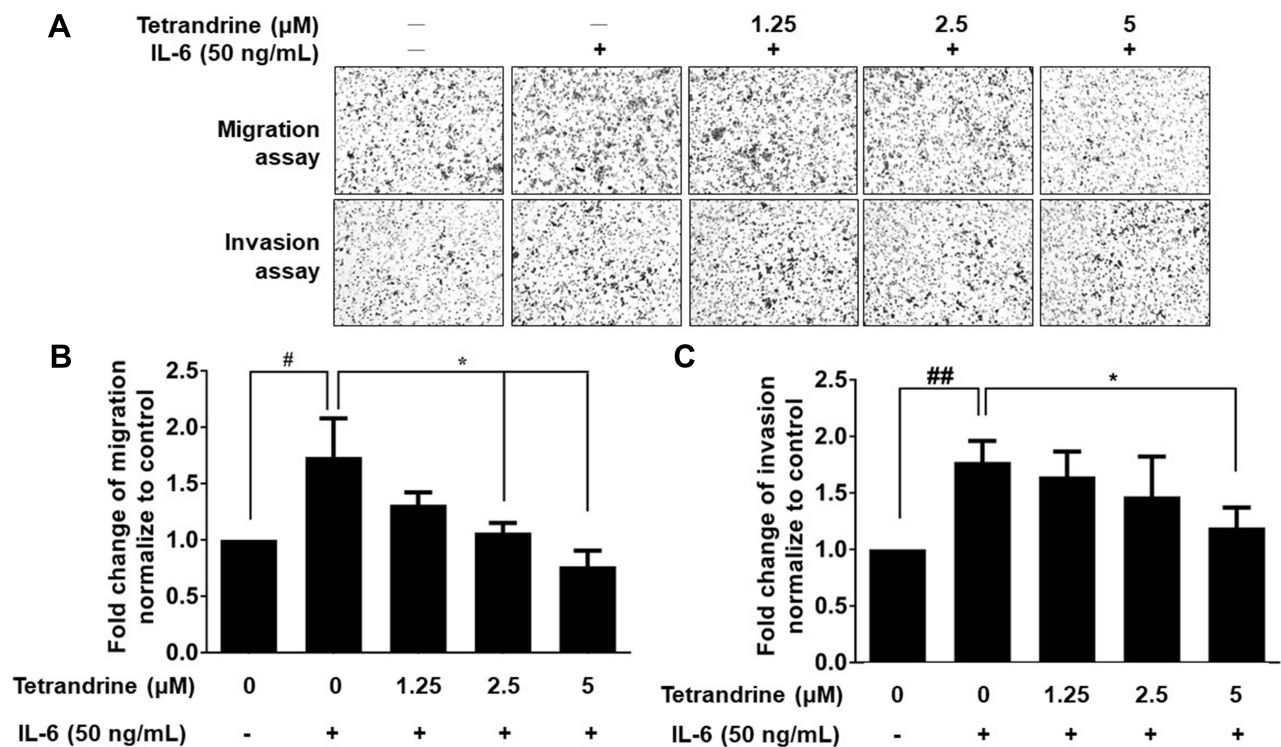 A
Tetrandrine (µM) — — 1.25 2.5 5
IL-6 (50 ng/mL) — + + + +
Migration
assay
Invasion
assay
B
Fold change of migration
normalize to control
2.5
2.0
1.5
1.0
0.5
0.0
# *
Tetrandrine (µM) 0 0 1.25 2.5 5
IL-6 (50 ng/mL) - + + + +
C
Fold change of invasion
normalize to control
2.5
2.0
1.5
1.0
0.5
0.0
## *
Tetrandrine (µM) 0 0 1.25 2.5 5
IL-6 (50 ng/mL) - + + + +